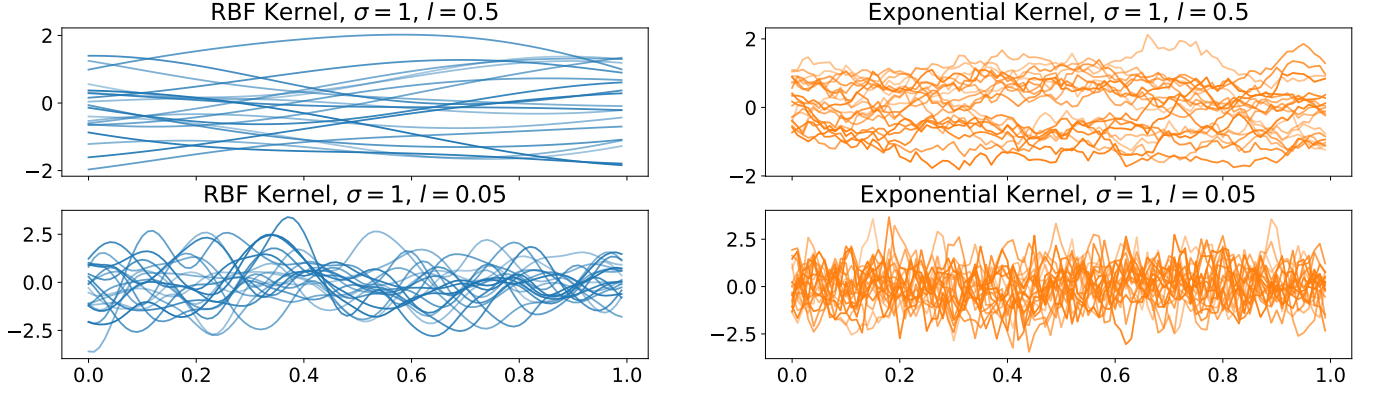 RBF Kernel, σ = 1, l = 0.5
2
0
−2
Exponential Kernel, σ = 1, l = 0.5
2
0
−2
RBF Kernel, σ = 1, l = 0.05
2.5
0.0
−2.5
0.0 0.2 0.4 0.6 0.8 1.0
Exponential Kernel, σ = 1, l = 0.05
2.5
0.0
−2.5
0.0 0.2 0.4 0.6 0.8 1.0